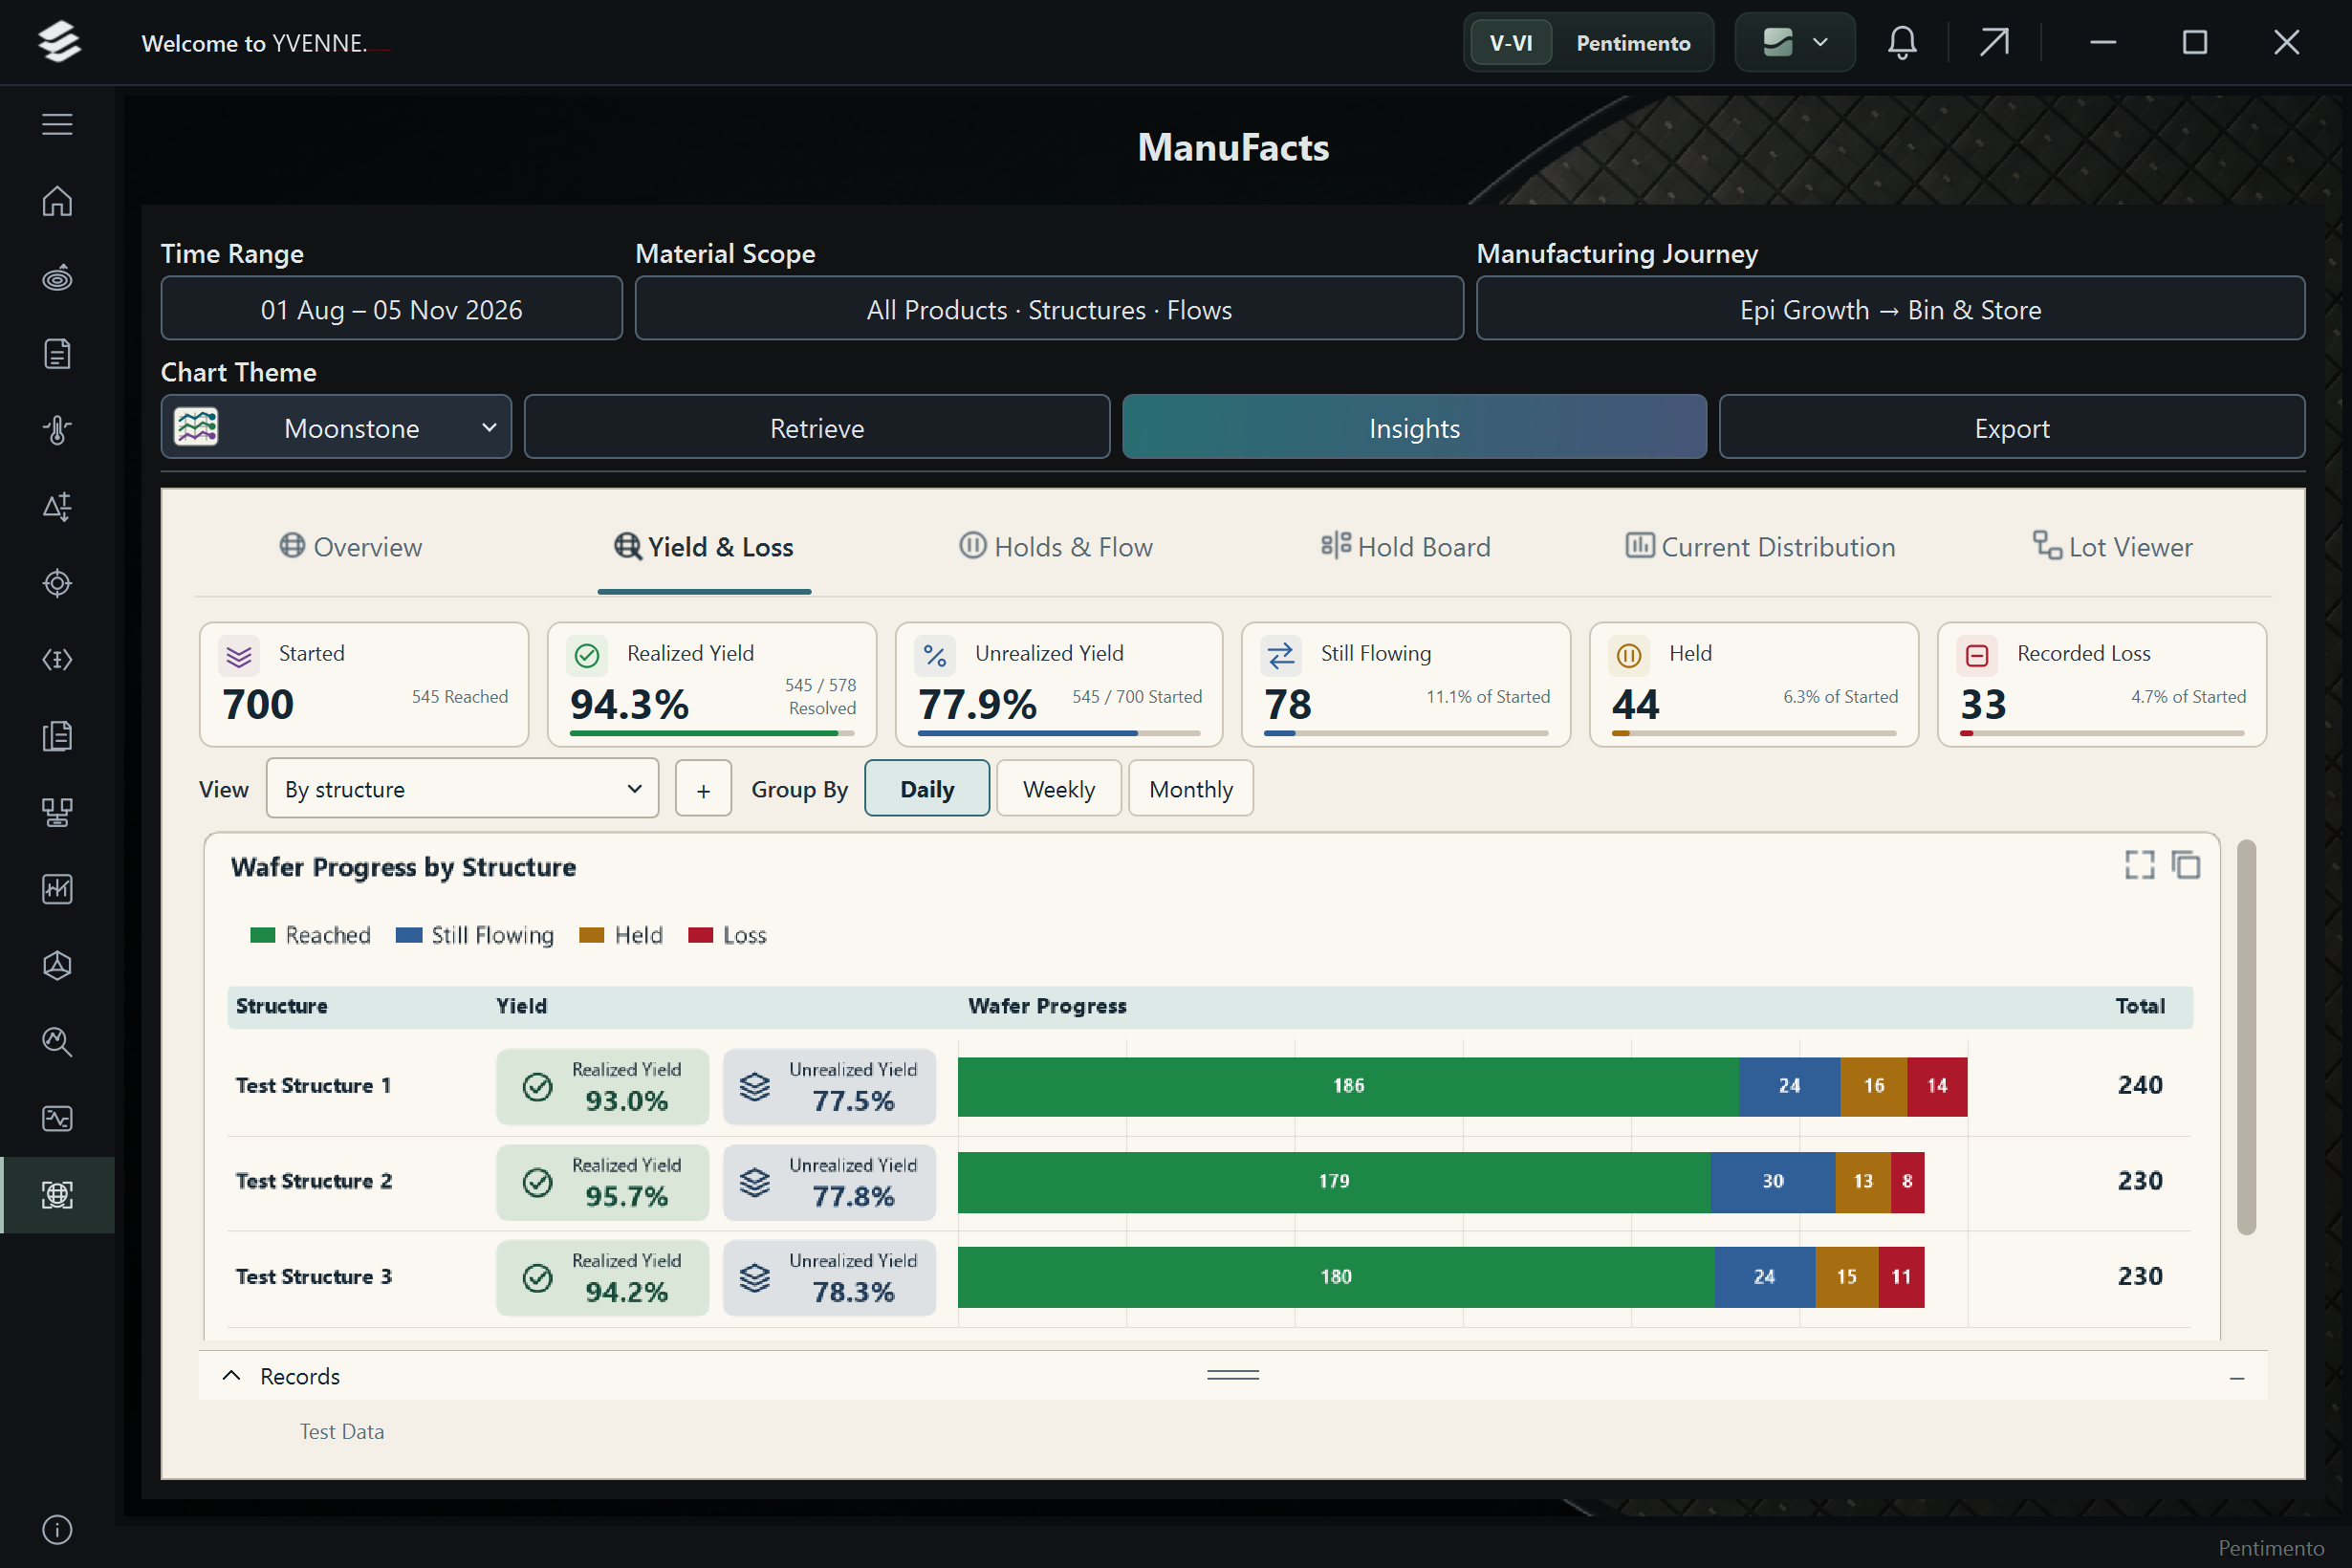 Welcome to YVENNE.
V-VI Pentimento
ManuFacts
Time Range Material Scope Manufacturing Journey
01 Aug – 05 Nov 2026 All Products · Structures · Flows Epi Growth → Bin & Store
Chart Theme
Moonstone Retrieve Insights Export
Overview Yield & Loss Holds & Flow Hold Board Current Distribution Lot Viewer
Started
700 545 Reached
Realized Yield
94.3% 545 / 578
Resolved
Unrealized Yield
77.9% 545 / 700 Started
Still Flowing
78 11.1% of Started
Held
44 6.3% of Started
Recorded Loss
33 4.7% of Started
View By structure + Group By Daily Weekly Monthly
Wafer Progress by Structure
Reached Still Flowing Held Loss
Structure Yield Wafer Progress Total
Test Structure 1 Realized Yield 93.0% Unrealized Yield 77.5% 186 24 16 14 240
Test Structure 2 Realized Yield 95.7% Unrealized Yield 77.8% 179 30 13 8 230
Test Structure 3 Realized Yield 94.2% Unrealized Yield 78.3% 180 24 15 11 230
Records
Test Data
Pentimento